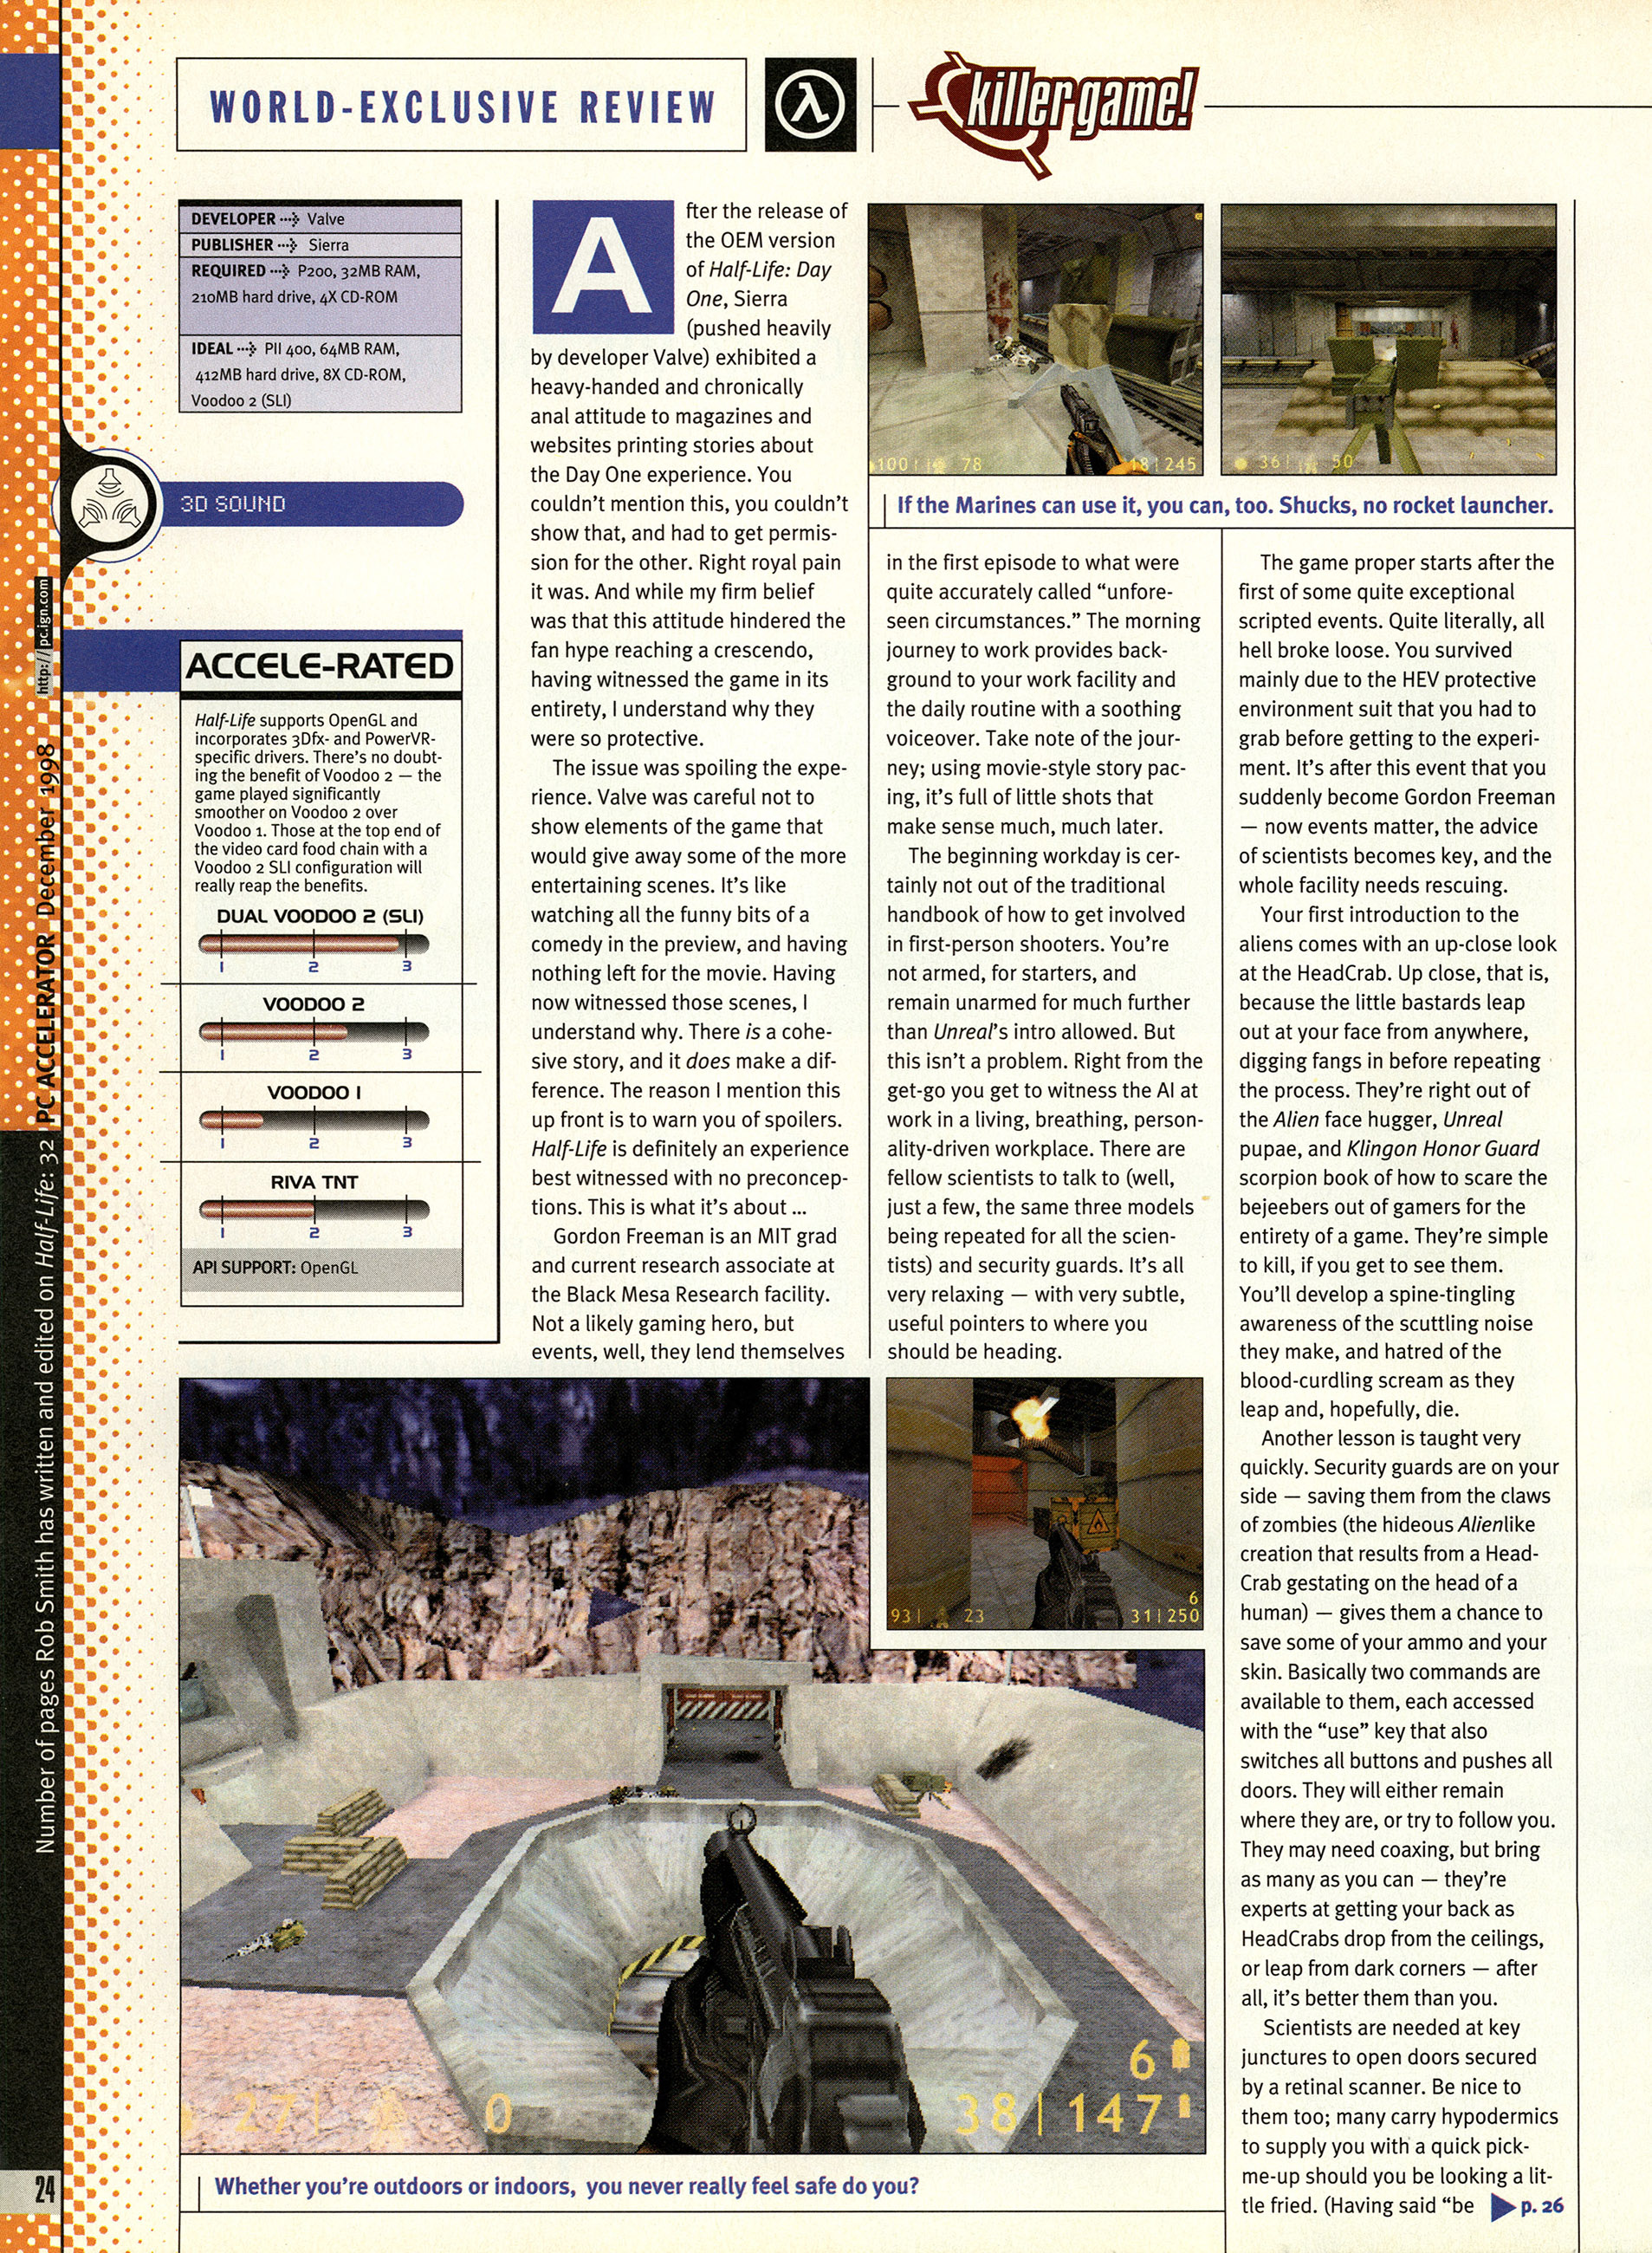 WORLD-EXCLUSIVE REVIEW
λ
killergame!
DEVELOPER ···> Valve
PUBLISHER ···> Sierra
REQUIRED ···> P200, 32MB RAM,
210MB hard drive, 4X CD-ROM
IDEAL ···> PII 400, 64MB RAM,
412MB hard drive, 8X CD-ROM,
Voodoo 2 (SLI)
3D SOUND
ACCELE-RATED
Half-Life supports OpenGL and
incorporates 3Dfx- and PowerVR-
specific drivers. There's no doubt-
ing the benefit of Voodoo 2 — the
game played significantly
smoother on Voodoo 2 over
Voodoo 1. Those at the top end of
the video card food chain with a
Voodoo 2 SLI configuration will
really reap the benefits.
DUAL VOODOO 2 (SLI)
1 2 3
VOODOO 2
1 2 3
VOODOO 1
1 2 3
RIVA TNT
1 2 3
API SUPPORT: OpenGL
After the release of
the OEM version
of Half-Life: Day
One, Sierra
(pushed heavily
by developer Valve) exhibited a
heavy-handed and chronically
anal attitude to magazines and
websites printing stories about
the Day One experience. You
couldn't mention this, you couldn't
show that, and had to get permis-
sion for the other. Right royal pain
it was. And while my firm belief
was that this attitude hindered the
fan hype reaching a crescendo,
having witnessed the game in its
entirety, I understand why they
were so protective.
The issue was spoiling the expe-
rience. Valve was careful not to
show elements of the game that
would give away some of the more
entertaining scenes. It's like
watching all the funny bits of a
comedy in the preview, and having
nothing left for the movie. Having
now witnessed those scenes, I
understand why. There is a cohe-
sive story, and it does make a dif-
ference. The reason I mention this
up front is to warn you of spoilers.
Half-Life is definitely an experience
best witnessed with no preconcep-
tions. This is what it's about ...
Gordon Freeman is an MIT grad
and current research associate at
the Black Mesa Research facility.
Not a likely gaming hero, but
events, well, they lend themselves
100| 78 18|245
36| 50
If the Marines can use it, you can, too. Shucks, no rocket launcher.
in the first episode to what were
quite accurately called “unfore-
seen circumstances.” The morning
journey to work provides back-
ground to your work facility and
the daily routine with a soothing
voiceover. Take note of the jour-
ney; using movie-style story pac-
ing, it's full of little shots that
make sense much, much later.
The beginning workday is cer-
tainly not out of the traditional
handbook of how to get involved
in first-person shooters. You're
not armed, for starters, and
remain unarmed for much further
than Unreal's intro allowed. But
this isn't a problem. Right from the
get-go you get to witness the AI at
work in a living, breathing, person-
ality-driven workplace. There are
fellow scientists to talk to (well,
just a few, the same three models
being repeated for all the scien-
tists) and security guards. It's all
very relaxing — with very subtle,
useful pointers to where you
should be heading.
The game proper starts after the
first of some quite exceptional
scripted events. Quite literally, all
hell broke loose. You survived
mainly due to the HEV protective
environment suit that you had to
grab before getting to the experi-
ment. It's after this event that you
suddenly become Gordon Freeman
— now events matter, the advice
of scientists becomes key, and the
whole facility needs rescuing.
Your first introduction to the
aliens comes with an up-close look
at the HeadCrab. Up close, that is,
because the little bastards leap
out at your face from anywhere,
digging fangs in before repeating
the process. They're right out of
the Alien face hugger, Unreal
pupae, and Klingon Honor Guard
scorpion book of how to scare the
bejeebers out of gamers for the
entirety of a game. They're simple
to kill, if you get to see them.
You'll develop a spine-tingling
awareness of the scuttling noise
they make, and hatred of the
blood-curdling scream as they
leap and, hopefully, die.
Another lesson is taught very
quickly. Security guards are on your
side — saving them from the claws
of zombies (the hideous Alienlike
creation that results from a Head-
Crab gestating on the head of a
human) — gives them a chance to
save some of your ammo and your
skin. Basically two commands are
available to them, each accessed
with the “use” key that also
switches all buttons and pushes all
doors. They will either remain
where they are, or try to follow you.
They may need coaxing, but bring
as many as you can — they're
experts at getting your back as
HeadCrabs drop from the ceilings,
or leap from dark corners — after
all, it's better them than you.
Scientists are needed at key
junctures to open doors secured
by a retinal scanner. Be nice to
them too; many carry hypodermics
to supply you with a quick pick-
me-up should you be looking a lit-
tle fried. (Having said “be
p. 26
6
93| 23 31|250
6
27| 0 38|147
Whether you're outdoors or indoors, you never really feel safe do you?
http://pc.ign.com
Number of pages Rob Smith has written and edited on Half-Life: 32 PC ACCELERATOR December 1998
24